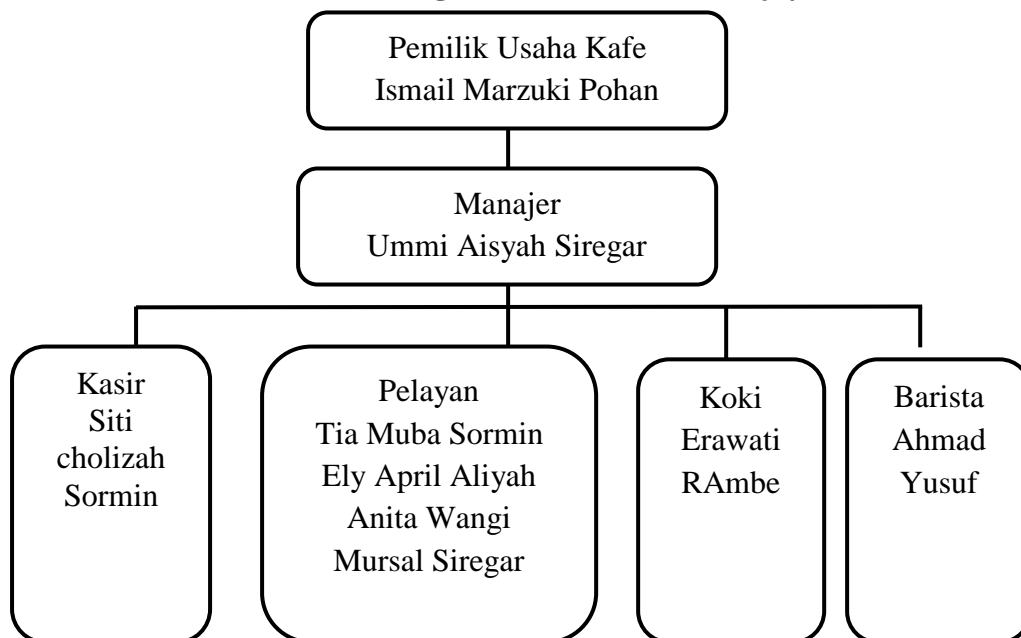 Pemilik Usaha Kafe
Ismail Marzuki Pohan
Manajer
Ummi Aisyah Siregar
Kasir
Siti
cholizah
Sormin
Pelayan
Tia Muba Sormin
Ely April Aliyah
Anita Wangi
Mursal Siregar
Koki
Erawati
RAmbe
Barista
Ahmad
Yusuf